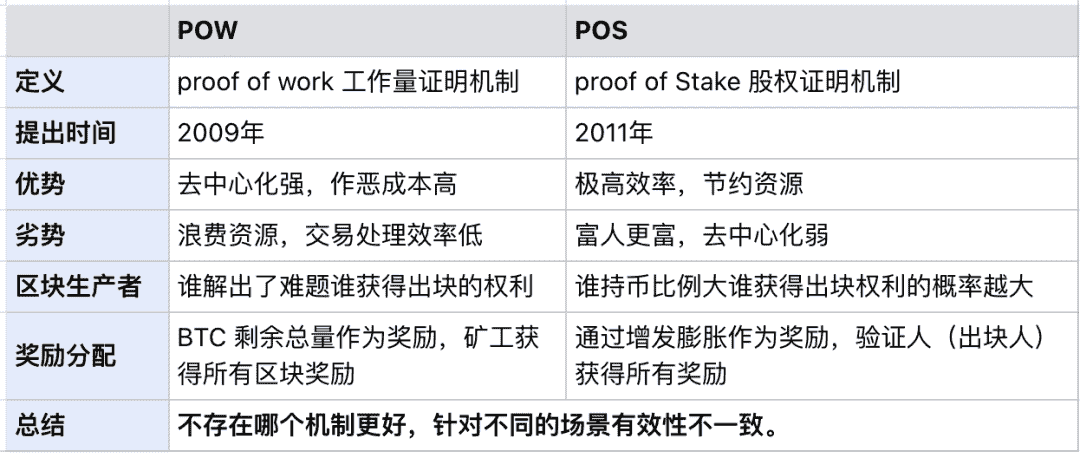 POW POS
定义 proof of work 工作量证明机制 proof of Stake 股权证明机制
提出时间 2009年 2011年
优势 去中心化强，作恶成本高 极高效率，节约资源
劣势 浪费资源，交易处理效率低 富人更富，去中心化弱
区块生产者 谁解出了难题谁获得出块的权利 谁持币比例大谁获得出块权利的概率越大
奖励分配 BTC 剩余总量作为奖励，矿工获 通过增发膨胀作为奖励，验证人（出块人）
得所有区块奖励 获得所有奖励
总结 不存在哪个机制更好，针对不同的场景有效性不一致。